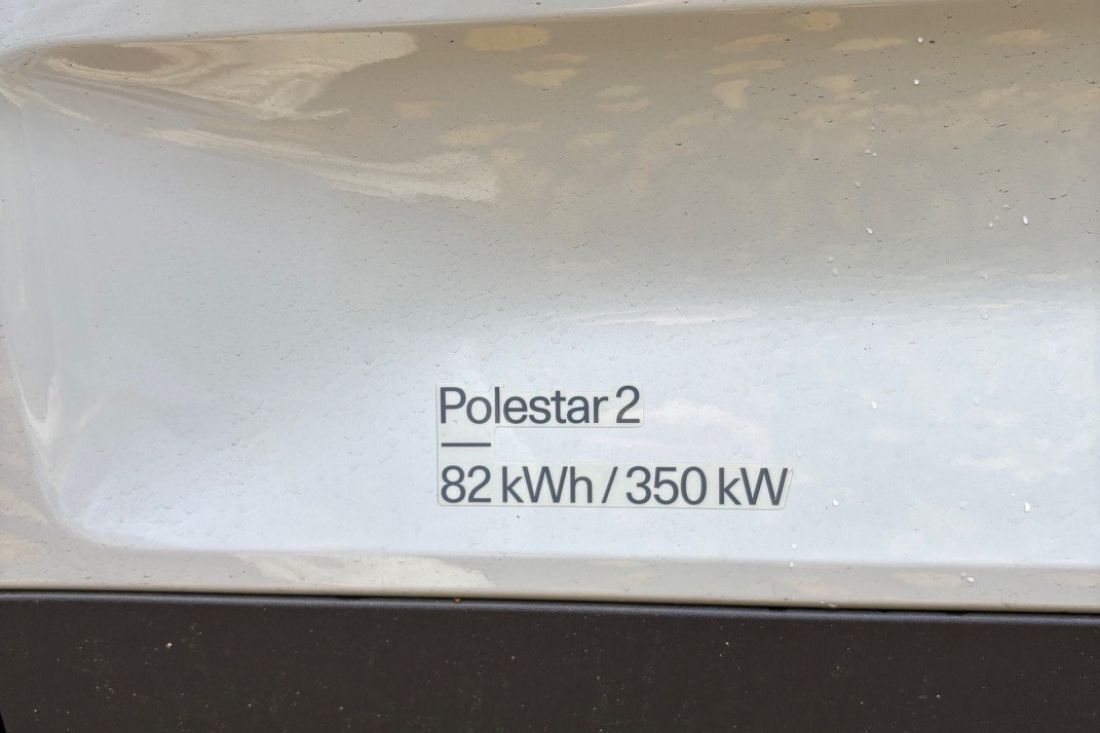 Polestar 2
—
82 kWh / 350 kW